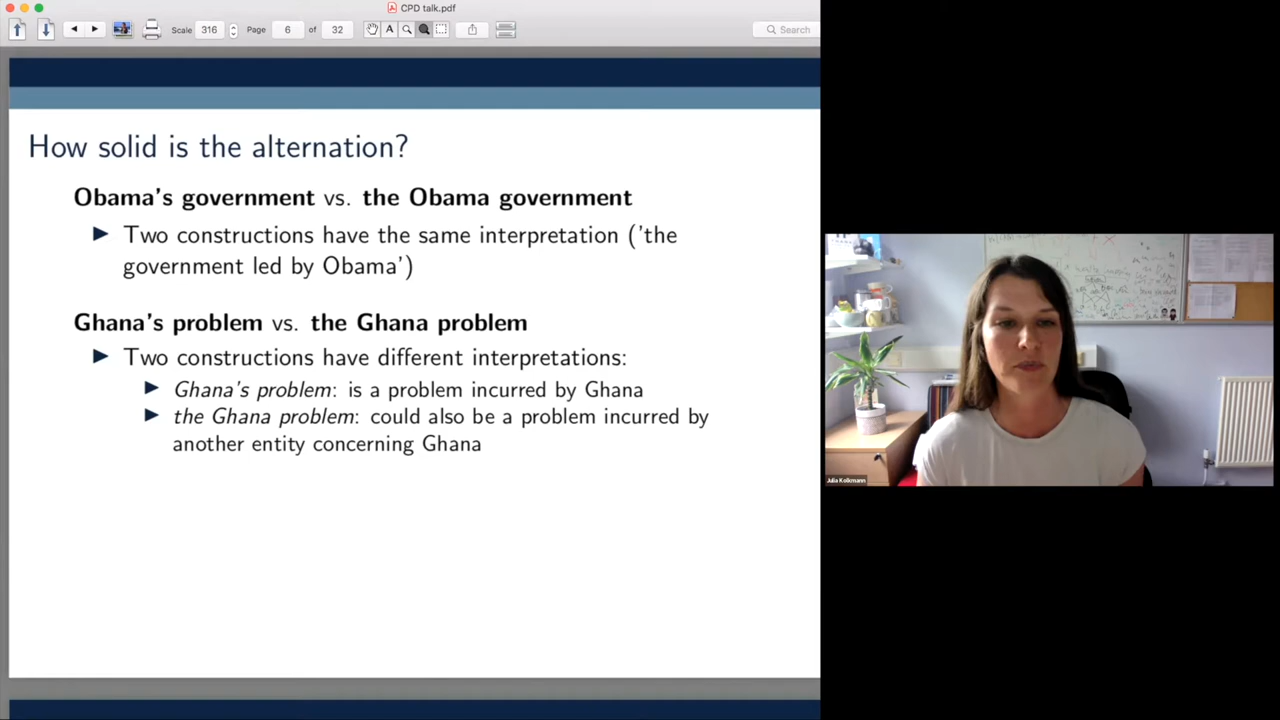 CPD talk.pdf
Scale 316 Page 6 of 32 A Search
How solid is the alternation?
Obama's government vs. the Obama government
▶ Two constructions have the same interpretation ('the
government led by Obama')
Ghana's problem vs. the Ghana problem
▶ Two constructions have different interpretations:
▶ Ghana's problem: is a problem incurred by Ghana
▶ the Ghana problem: could also be a problem incurred by
another entity concerning Ghana
Julia Kolkmann